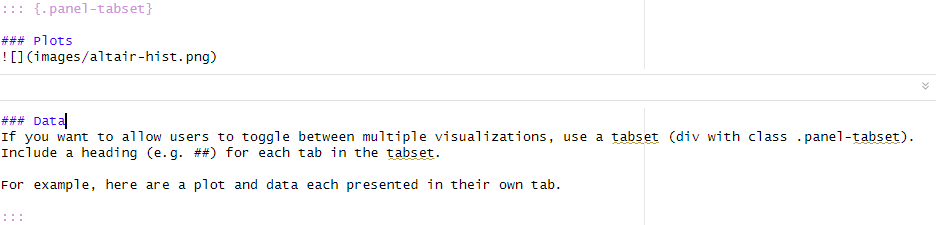 ::: {.panel-tabset}
### Plots
![](images/altair-hist.png)
### Data
If you want to allow users to toggle between multiple visualizations, use a tabset (div with class .panel-tabset).
Include a heading (e.g. ##) for each tab in the tabset.
For example, here are a plot and data each presented in their own tab.
:::